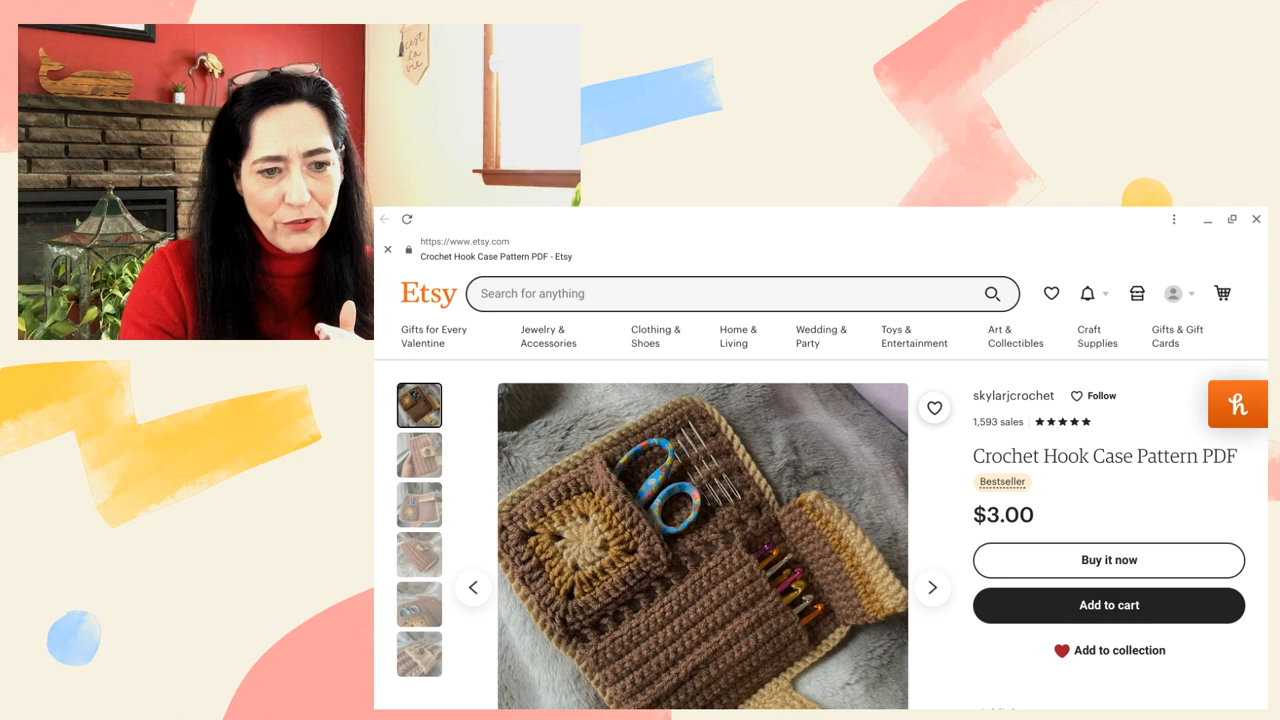 est
la
vie
https://www.etsy.com
Crochet Hook Case Pattern PDF - Etsy
Etsy
Search for anything
Gifts for Every
Valentine
Jewelry &
Accessories
Clothing &
Shoes
Home &
Living
Wedding &
Party
Toys &
Entertainment
Art &
Collectibles
Craft
Supplies
Gifts & Gift
Cards
skylarjcrochet
Follow
1,593 sales
h
Crochet Hook Case Pattern PDF
Bestseller
$3.00
Buy it now
Add to cart
Add to collection